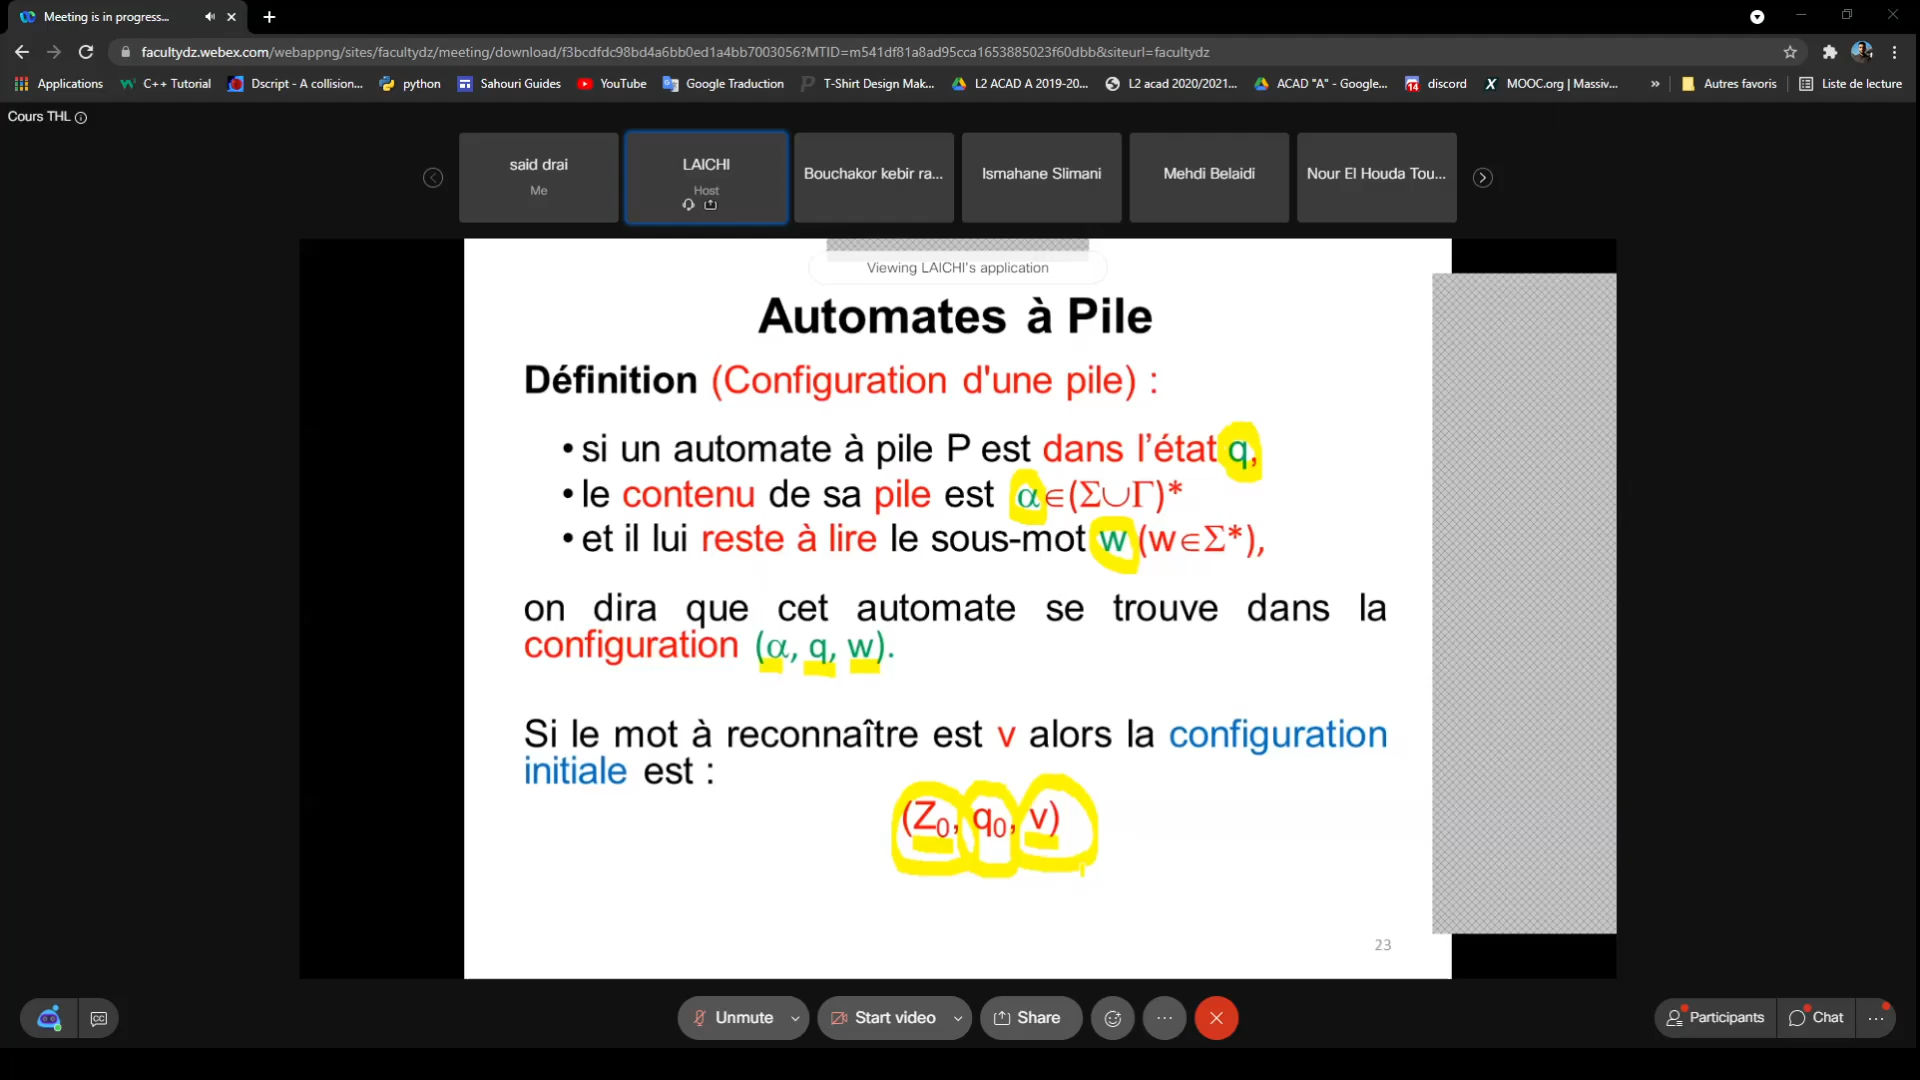 Meeting is in progress...
facultydz.webex.com/webappng/sites/facultydz/meeting/download/f3bcdfdc98bd4a6bb0ed1a4bb7003056?MTID=m541df81a8ad95cca1653885023f60dbb&siteurl=facultydz
Applications C++ Tutorial Dscript - A collision... python Sahouri Guides YouTube Google Traduction T-Shirt Design Mak... L2 ACAD A 2019-20... L2 acad 2020/2021... ACAD "A" - Google... 14 discord MOOC.org | Massiv... » Autres favoris Liste de lecture
Cours THL
said drai
Me
LAICHI
Host
Bouchakor kebir ra...
Ismahane Slimani
Mehdi Belaidi
Nour El Houda Tou...
Viewing LAICHI's application
Automates à Pile
Définition (Configuration d'une pile) :
•si un automate à pile P est dans l’état q,
•le contenu de sa pile est α∈(Σ∪Γ)*
•et il lui reste à lire le sous-mot w (w∈Σ*),
on dira que cet automate se trouve dans la
configuration (α, q, w).
Si le mot à reconnaître est v alors la configuration
initiale est :
(Z0, q0, v)
23
Unmute Start video Share Participants Chat